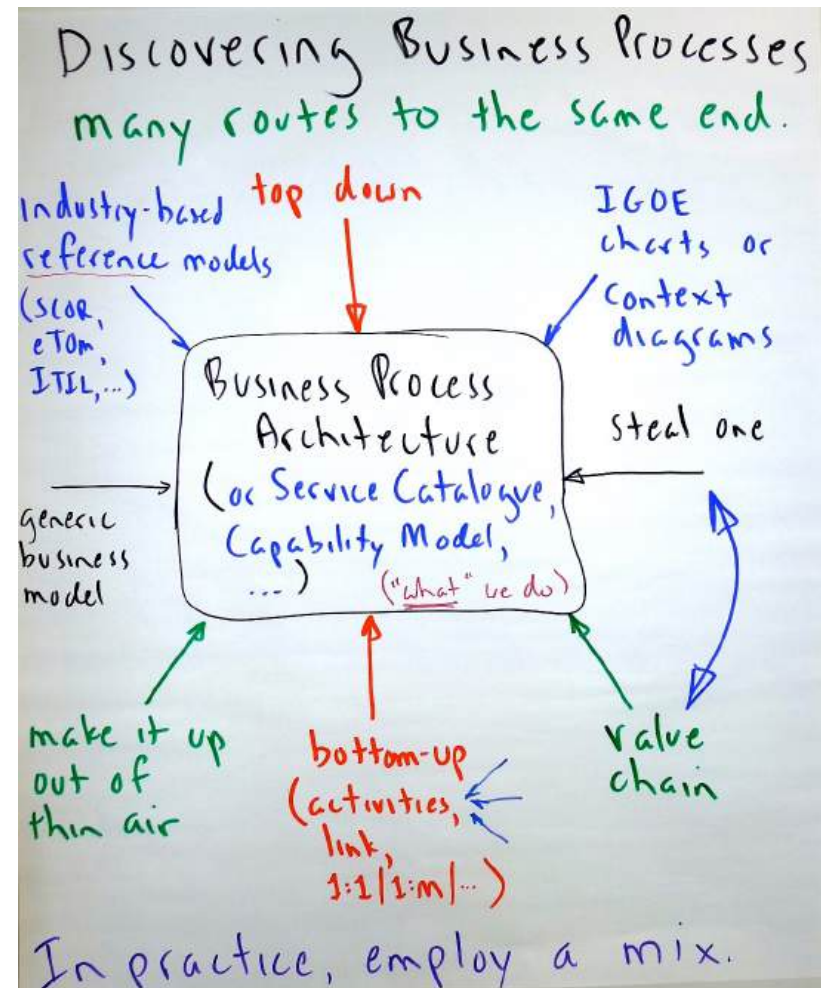 Discovering Business Processes
many routes to the same end.
industry-based
reference models
(SCOR,
eTom,
ITIL,...)
top down
IGOE
charts or
context
diagrams
Business Process
Architecture
(or Service Catalogue,
Capability Model,
...)
("what" we do)
steal one
generic
business
model
make it up
out of
thin air
bottom-up
(activities,
link,
1:1/1:m/...)
value
chain
In practice, employ a mix.